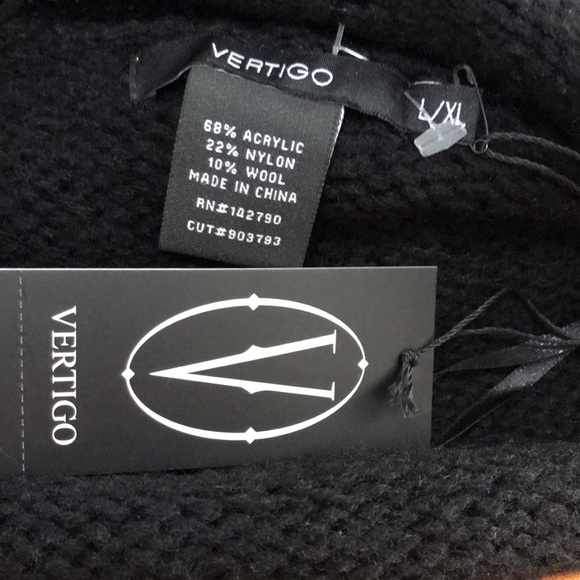 VERTIGO
L/XL
68% ACRYLIC
22% NYLON
10% WOOL
MADE IN CHINA
RN#142790
CUT#903793
VERTIGO
V